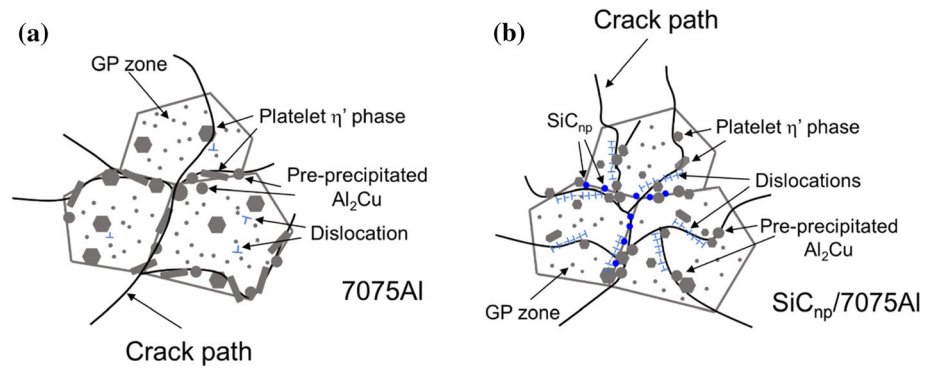 (a)
GP zone
Platelet η’ phase
Pre-precipitated
Al₂Cu
Dislocation
7075Al
Crack path
(b)
Crack path
SiCₙₚ
Platelet η’ phase
Dislocations
Pre-precipitated
Al₂Cu
GP zone
SiCₙₚ/7075Al